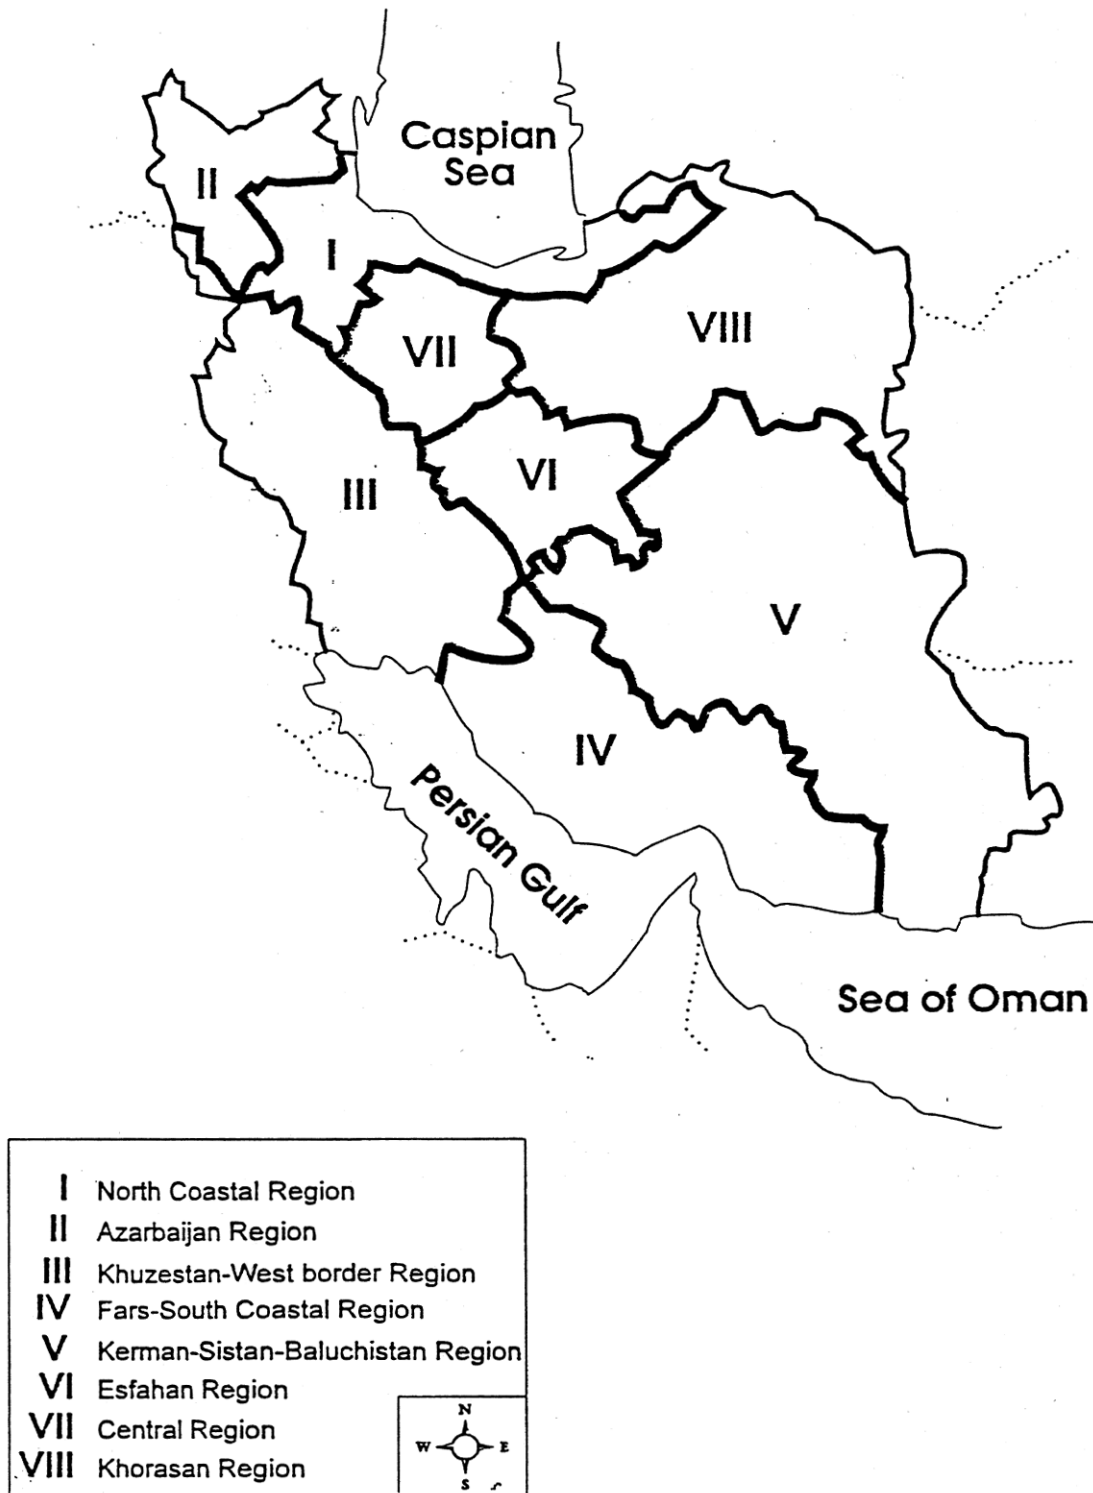 Caspian
Sea
II
I
VIII
VII
VI
III
V
IV
Persian Gulf
Sea of Oman
I North Coastal Region
II Azarbaijan Region
III Khuzestan-West border Region
IV Fars-South Coastal Region
V Kerman-Sistan-Baluchistan Region
VI Esfahan Region
VII Central Region
VIII Khorasan Region
N
W E
S